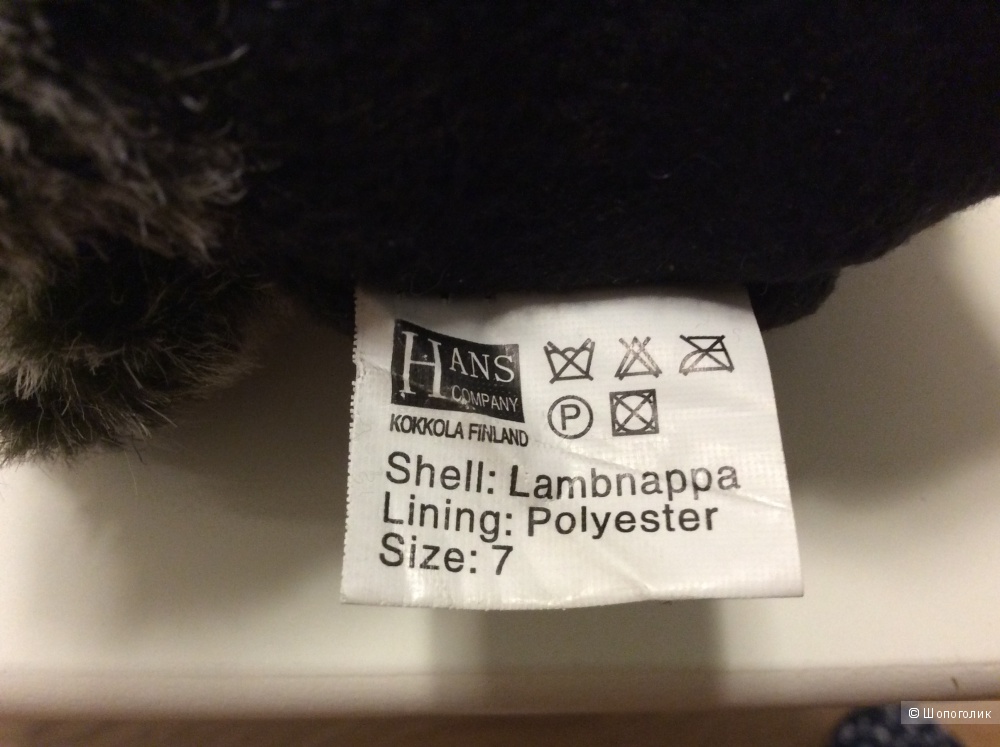 HANS
COMPANY
KOKKOLA FINLAND
P
Shell: Lambnappa
Lining: Polyester
Size: 7
© Шопоголик